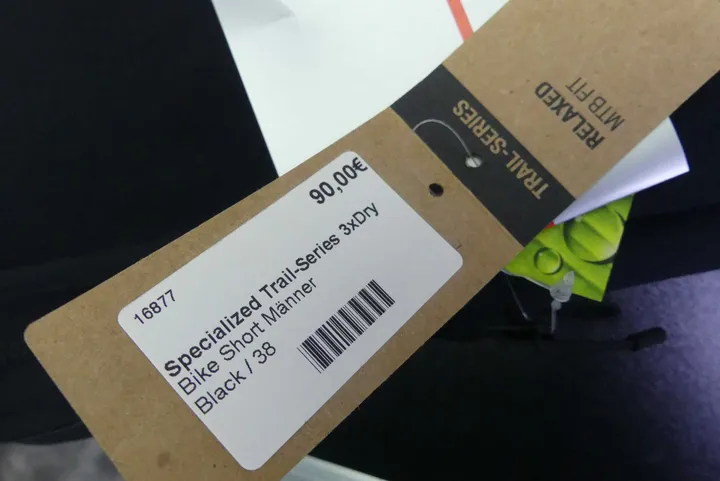 RELAXED
MTB FIT
TRAIL-SERIES
90,00€
16877
Specialized Trail-Series 3xDry
Bike Short Männer
Black / 38